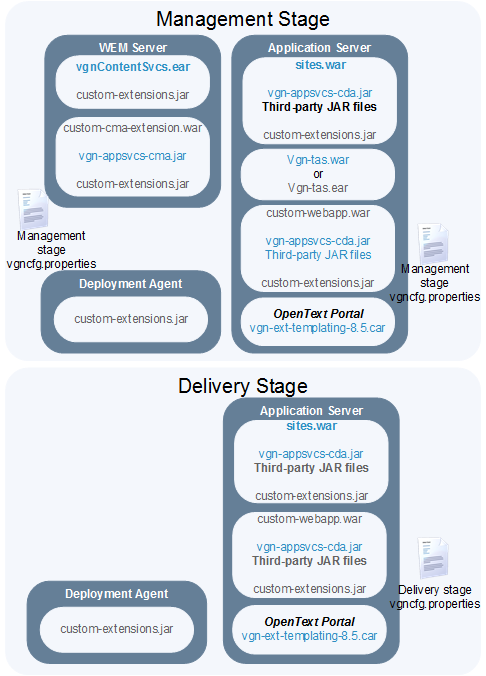 Management Stage
WEM Server
vgnContentSvcs.ear
custom-extensions.jar
custom-cma-extension.war
vgn-appsvcs-cma.jar
custom-extensions.jar
Management
stage
vgncfg.properties
Deployment Agent
custom-extensions.jar
Application Server
sites.war
vgn-appsvcs-cda.jar
Third-party JAR files
custom-extensions.jar
Vgn-tas.war
or
Vgn-tas.ear
custom-webapp.war
vgn-appsvcs-cda.jar
Third-party JAR files
custom-extensions.jar
OpenText Portal
vgn-ext-templating-8.5.car
Management
stage
vgncfg.properties
Delivery Stage
Deployment Agent
custom-extensions.jar
Application Server
sites.war
vgn-appsvcs-cda.jar
Third-party JAR files
custom-extensions.jar
custom-webapp.war
vgn-appsvcs-cda.jar
Third-party JAR files
custom-extensions.jar
OpenText Portal
vgn-ext-templating-8.5.car
Delivery stage
vgncfg.properties